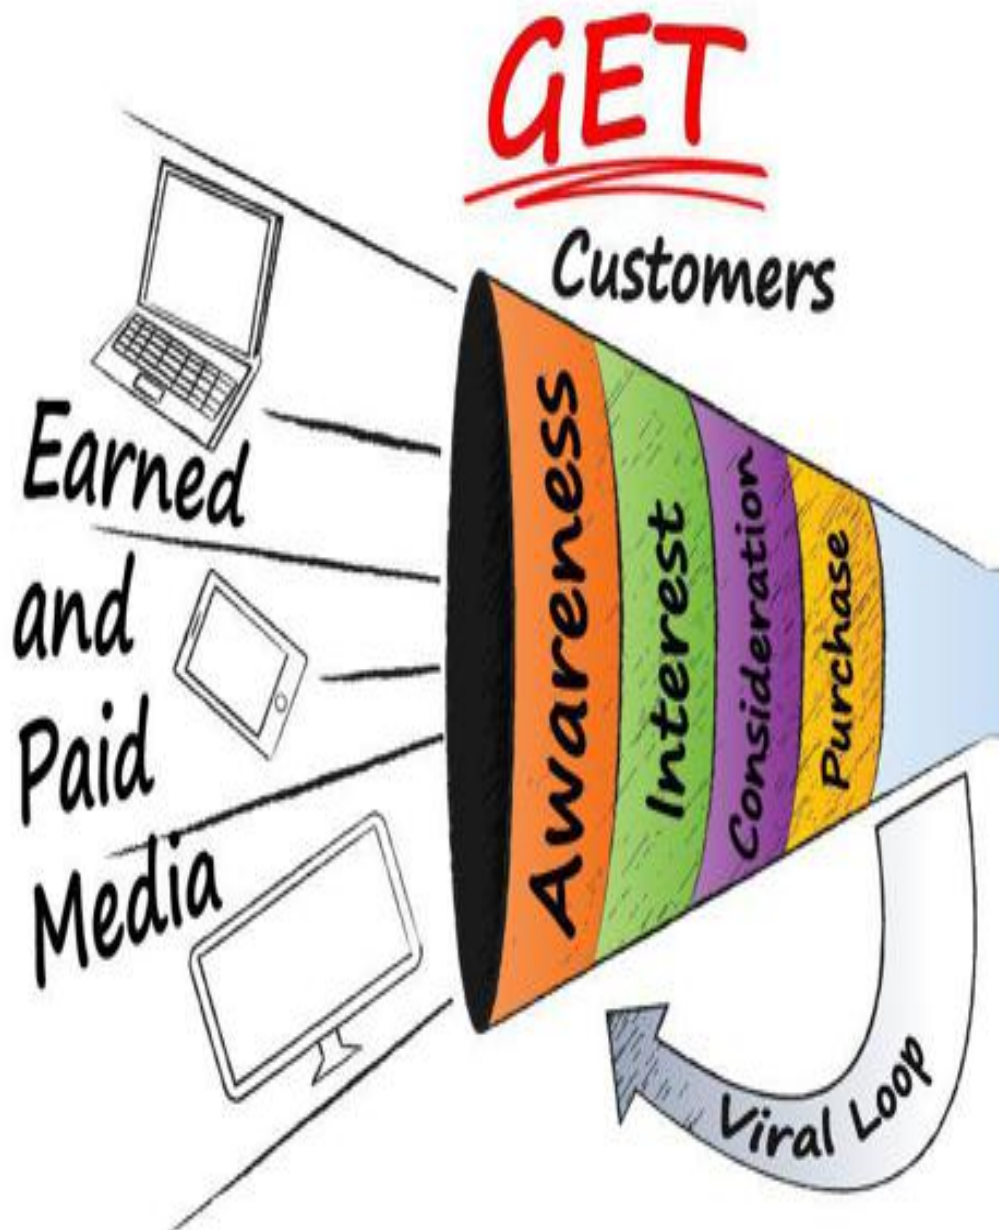 GET
Customers
Earned
and
Paid
Media
Awareness
Interest
Consideration
Purchase
Viral Loop